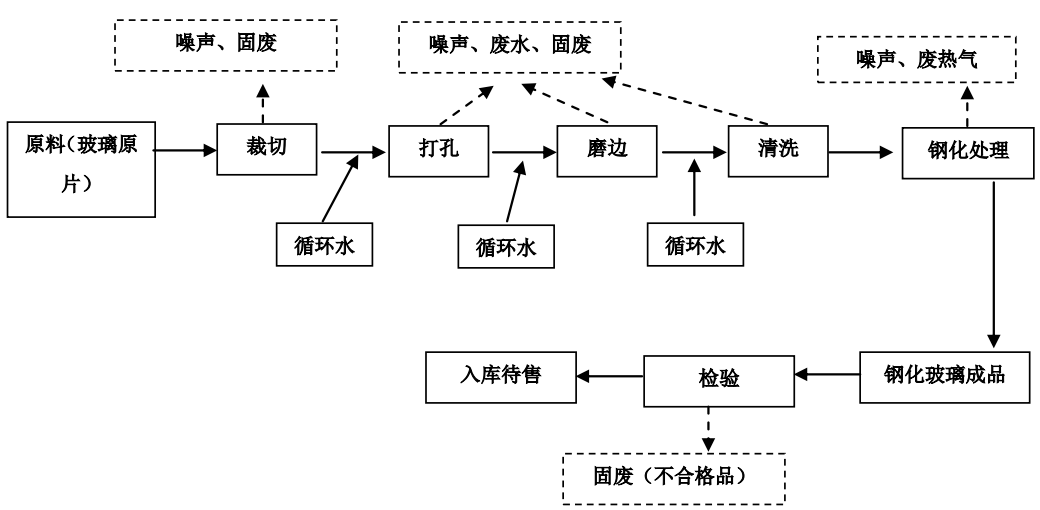 噪声、固废
噪声、废水、固废
噪声、废热气
原料（玻璃原
片）
裁切
打孔
磨边
清洗
钢化处理
循环水
循环水
循环水
入库待售
检验
钢化玻璃成品
固废（不合格品）